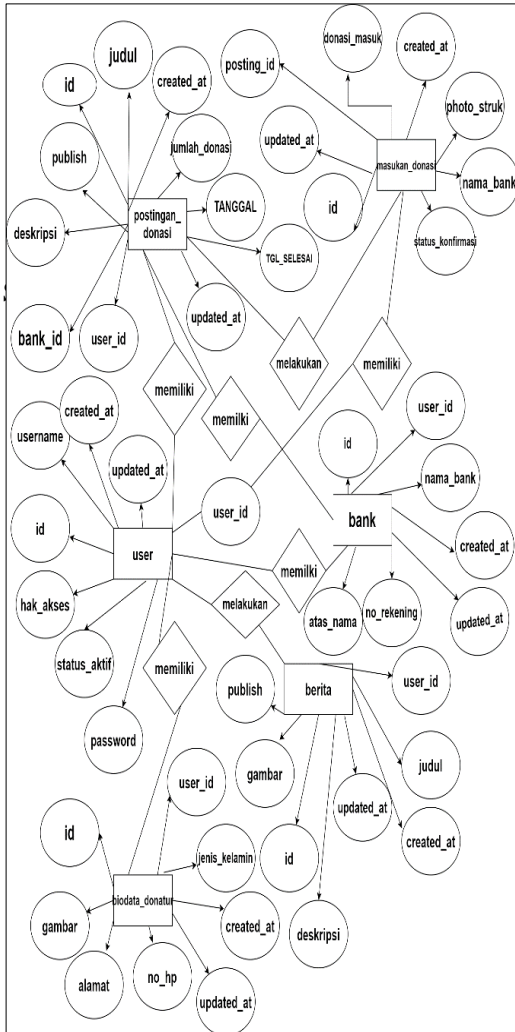 judul
id
created_at
publish
jumlah_donasi
TANGGAL
postingan_
donasi
deskripsi
TGL_SELESAI
bank_id
user_id
updated_at
donasi_masuk
created_at
posting_id
photo_struk
updated_at
masukan_donasi
nama_bank
id
status_konfirmasi
melakukan
memiliki
memiliki
memilki
created_at
username
updated_at
id
user_id
user
hak_akses
status_aktif
password
memilki
melakukan
memiliki
user_id
id
nama_bank
bank
created_at
atas_nama
no_rekening
updated_at
user_id
publish
berita
gambar
judul
updated_at
created_at
id
deskripsi
user_id
id
jenis_kelamin
biodata_donatur
gambar
created_at
alamat
no_hp
updated_at